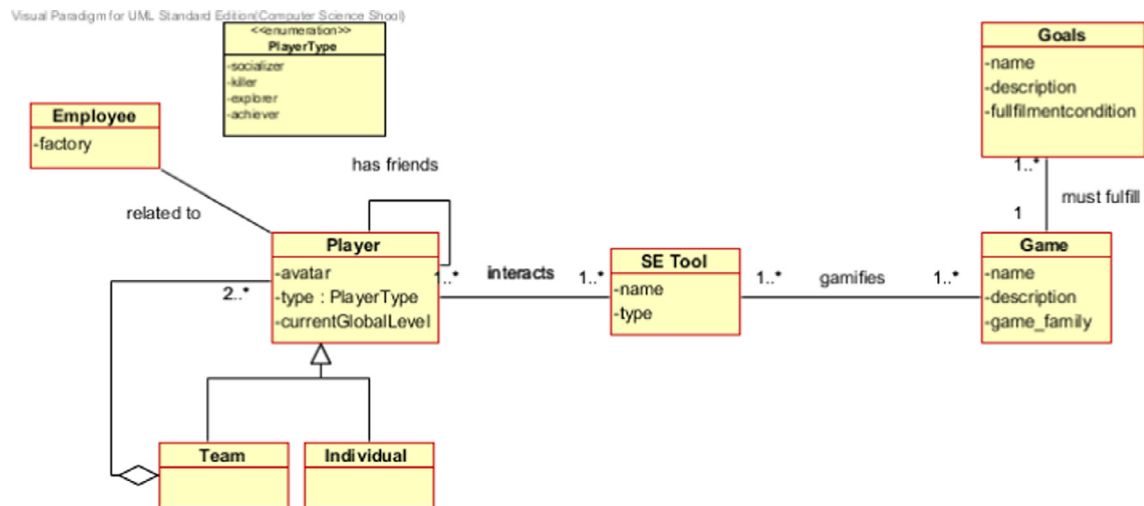 Visual Paradigm for UML Standard Edition(Computer Science Shool)
<<enumeration>>
PlayerType
-socializer
-killer
-explorer
-achiever
Goals
-name
-description
-fullfilmentcondition
Employee
-factory
has friends
related to
1..*
must fulfill
1
Player
-avatar
-type : PlayerType
-currentGlobalLevel
2..*
1..*
interacts
1..*
SE Tool
-name
-type
1..*
gamifies
1..*
Game
-name
-description
-game_family
Team
Individual